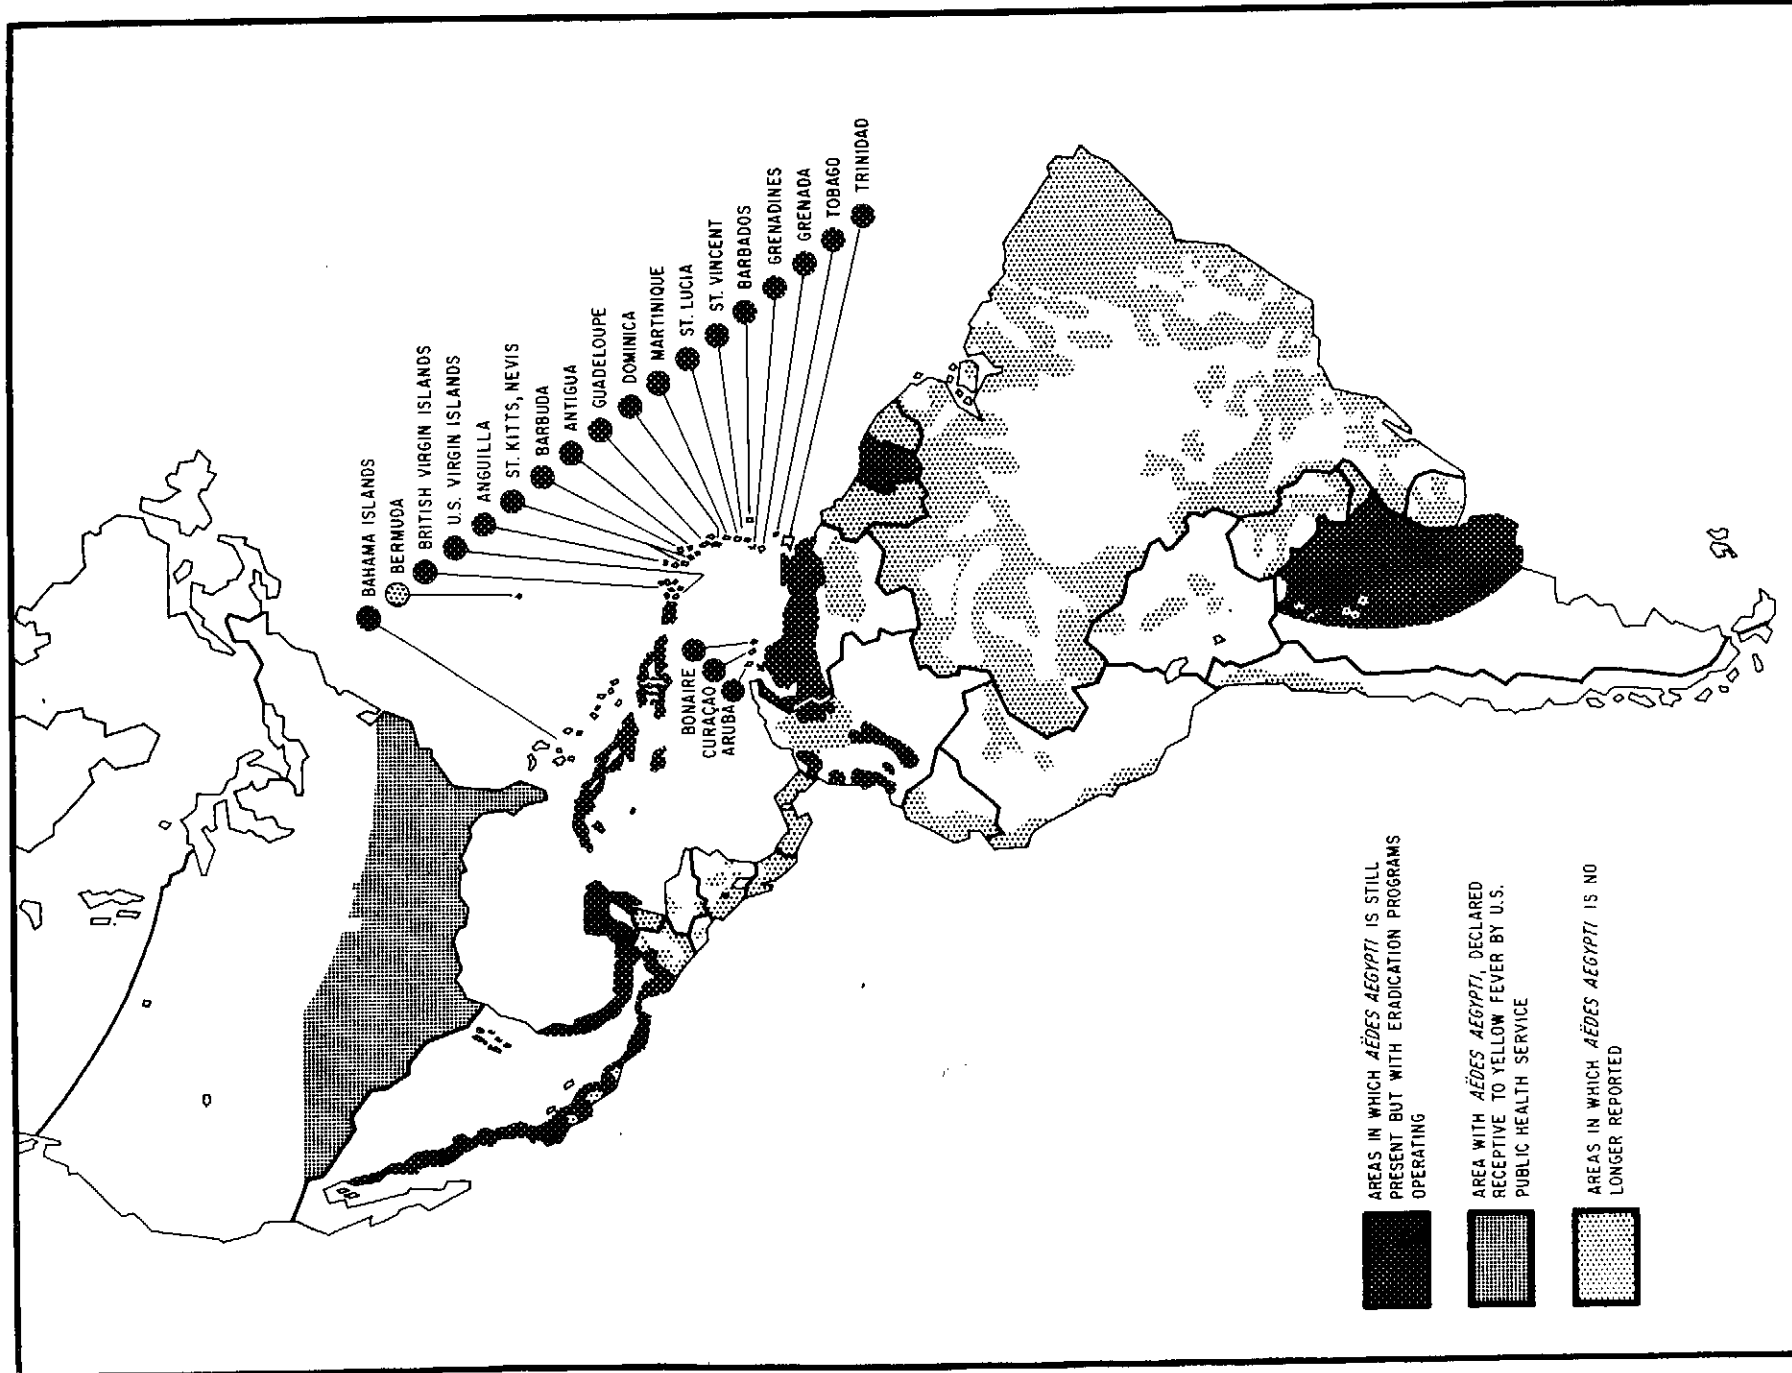 BAHAMA ISLANDS
BERMUDA
BRITISH VIRGIN ISLANDS
U.S. VIRGIN ISLANDS
ANGUILLA
ST. KITTS, NEVIS
BARBUDA
ANTIGUA
GUADELOUPE
DOMINICA
MARTINIQUE
ST. LUCIA
ST. VINCENT
BARBADOS
GRENADINES
GRENADA
TOBAGO
TRINIDAD
BONAIRE
CURAÇAO
ARUBA
AREAS IN WHICH AËDES AEGYPTI IS STILL
PRESENT BUT WITH ERADICATION PROGRAMS
OPERATING
AREA WITH AËDES AEGYPTI, DECLARED
RECEPTIVE TO YELLOW FEVER BY U.S.
PUBLIC HEALTH SERVICE
AREAS IN WHICH AËDES AEGYPTI IS NO
LONGER REPORTED